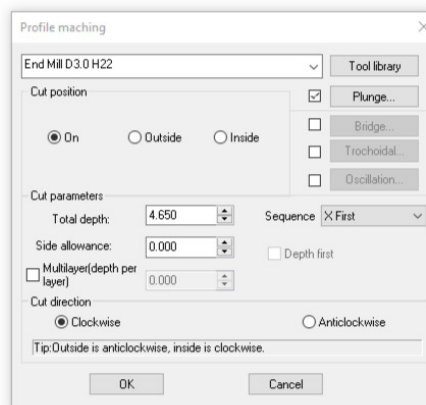 Profile maching
End Mill D3.0 H22
Tool library
Cut position
Plunge...
On
Outside
Inside
Bridge...
Trochoidal...
Oscillation...
Cut parameters
Total depth:
4.650
Sequence
X First
Side allowance:
0.000
Depth first
Multilayer(depth per
layer)
0.000
Cut direction
Clockwise
Anticlockwise
Tip:Outside is anticlockwise, inside is clockwise.
OK
Cancel